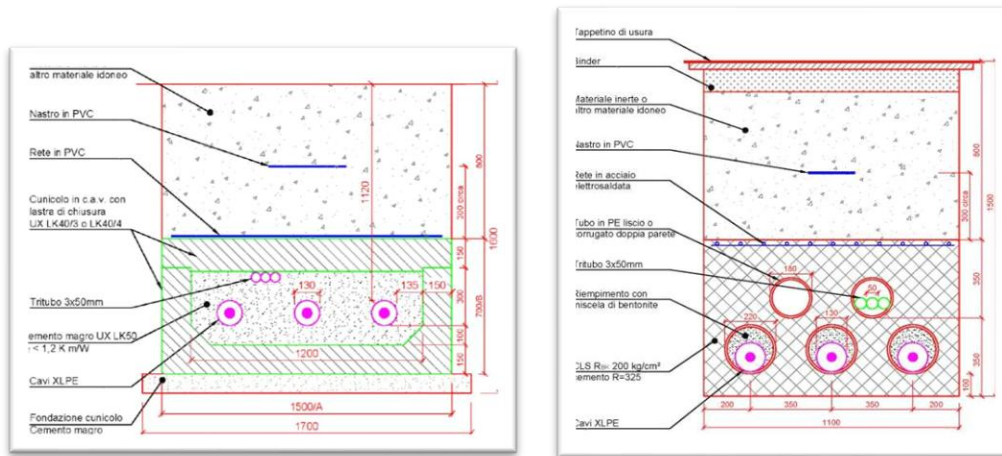 altro materiale idoneo
Nastro in PVC
Rete in PVC
Cunicolo in c.a.v. con
lastre di chiusura
UX LK40/3 o LK40/4
Tritubo 3x50mm
emento magro UX LK50
< 1,2 K m/W
Cavi XLPE
Fondazione cunicolo
Cemento magro
1120
300 circa
800
1600
150
130
135
150
300
700/B
100
1200
150
1500/A
1700
Tappetino di usura
Binder
Materiale inerte o
altro materiale idoneo
Nastro in PVC
Rete in acciaio
elettrosaldata
Tubo in PE liscio o
corrugato doppia parete
Tritubo 3x50mm
Riempimento con
miscela di bentonite
CLS 200 kg/cm²
cemento R=325
Cavi XLPE
800
300 circa
1500
180
50
350
220
130
350
100
200
350
350
200
1100